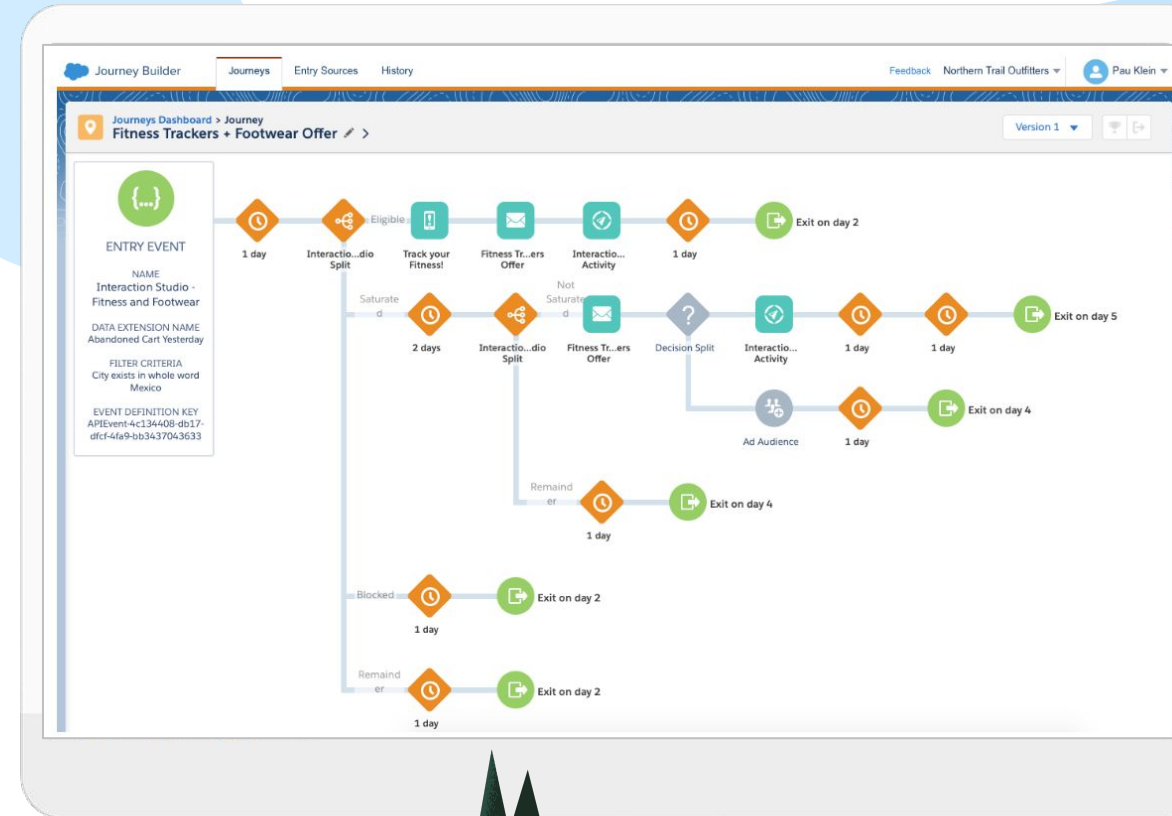 Journey Builder
Journeys
Entry Sources
History
Feedback
Northern Trail Outfitters
Pau Klein
Journeys Dashboard > Journey
Fitness Trackers + Footwear Offer >
Version 1
{...}
ENTRY EVENT
NAME
Interaction Studio -
Fitness and Footwear
DATA EXTENSION NAME
Abandoned Cart Yesterday
FILTER CRITERIA
City exists in whole word
Mexico
EVENT DEFINITION KEY
APIEvent-4c134408-db17-
dfcf-4fa9-bb3437043633
1 day
Interactio...dio
Split
Eligible
Track your
Fitness!
Fitness Tr...ers
Offer
Interactio...
Activity
1 day
Exit on day 2
Saturate
d
2 days
Interactio...dio
Split
Not
Saturate
d
Fitness Tr...ers
Offer
?
Decision Split
Interactio...
Activity
1 day
1 day
Exit on day 5
Ad Audience
1 day
Exit on day 4
Remaind
er
1 day
Exit on day 4
Blocked
1 day
Exit on day 2
Remaind
er
1 day
Exit on day 2